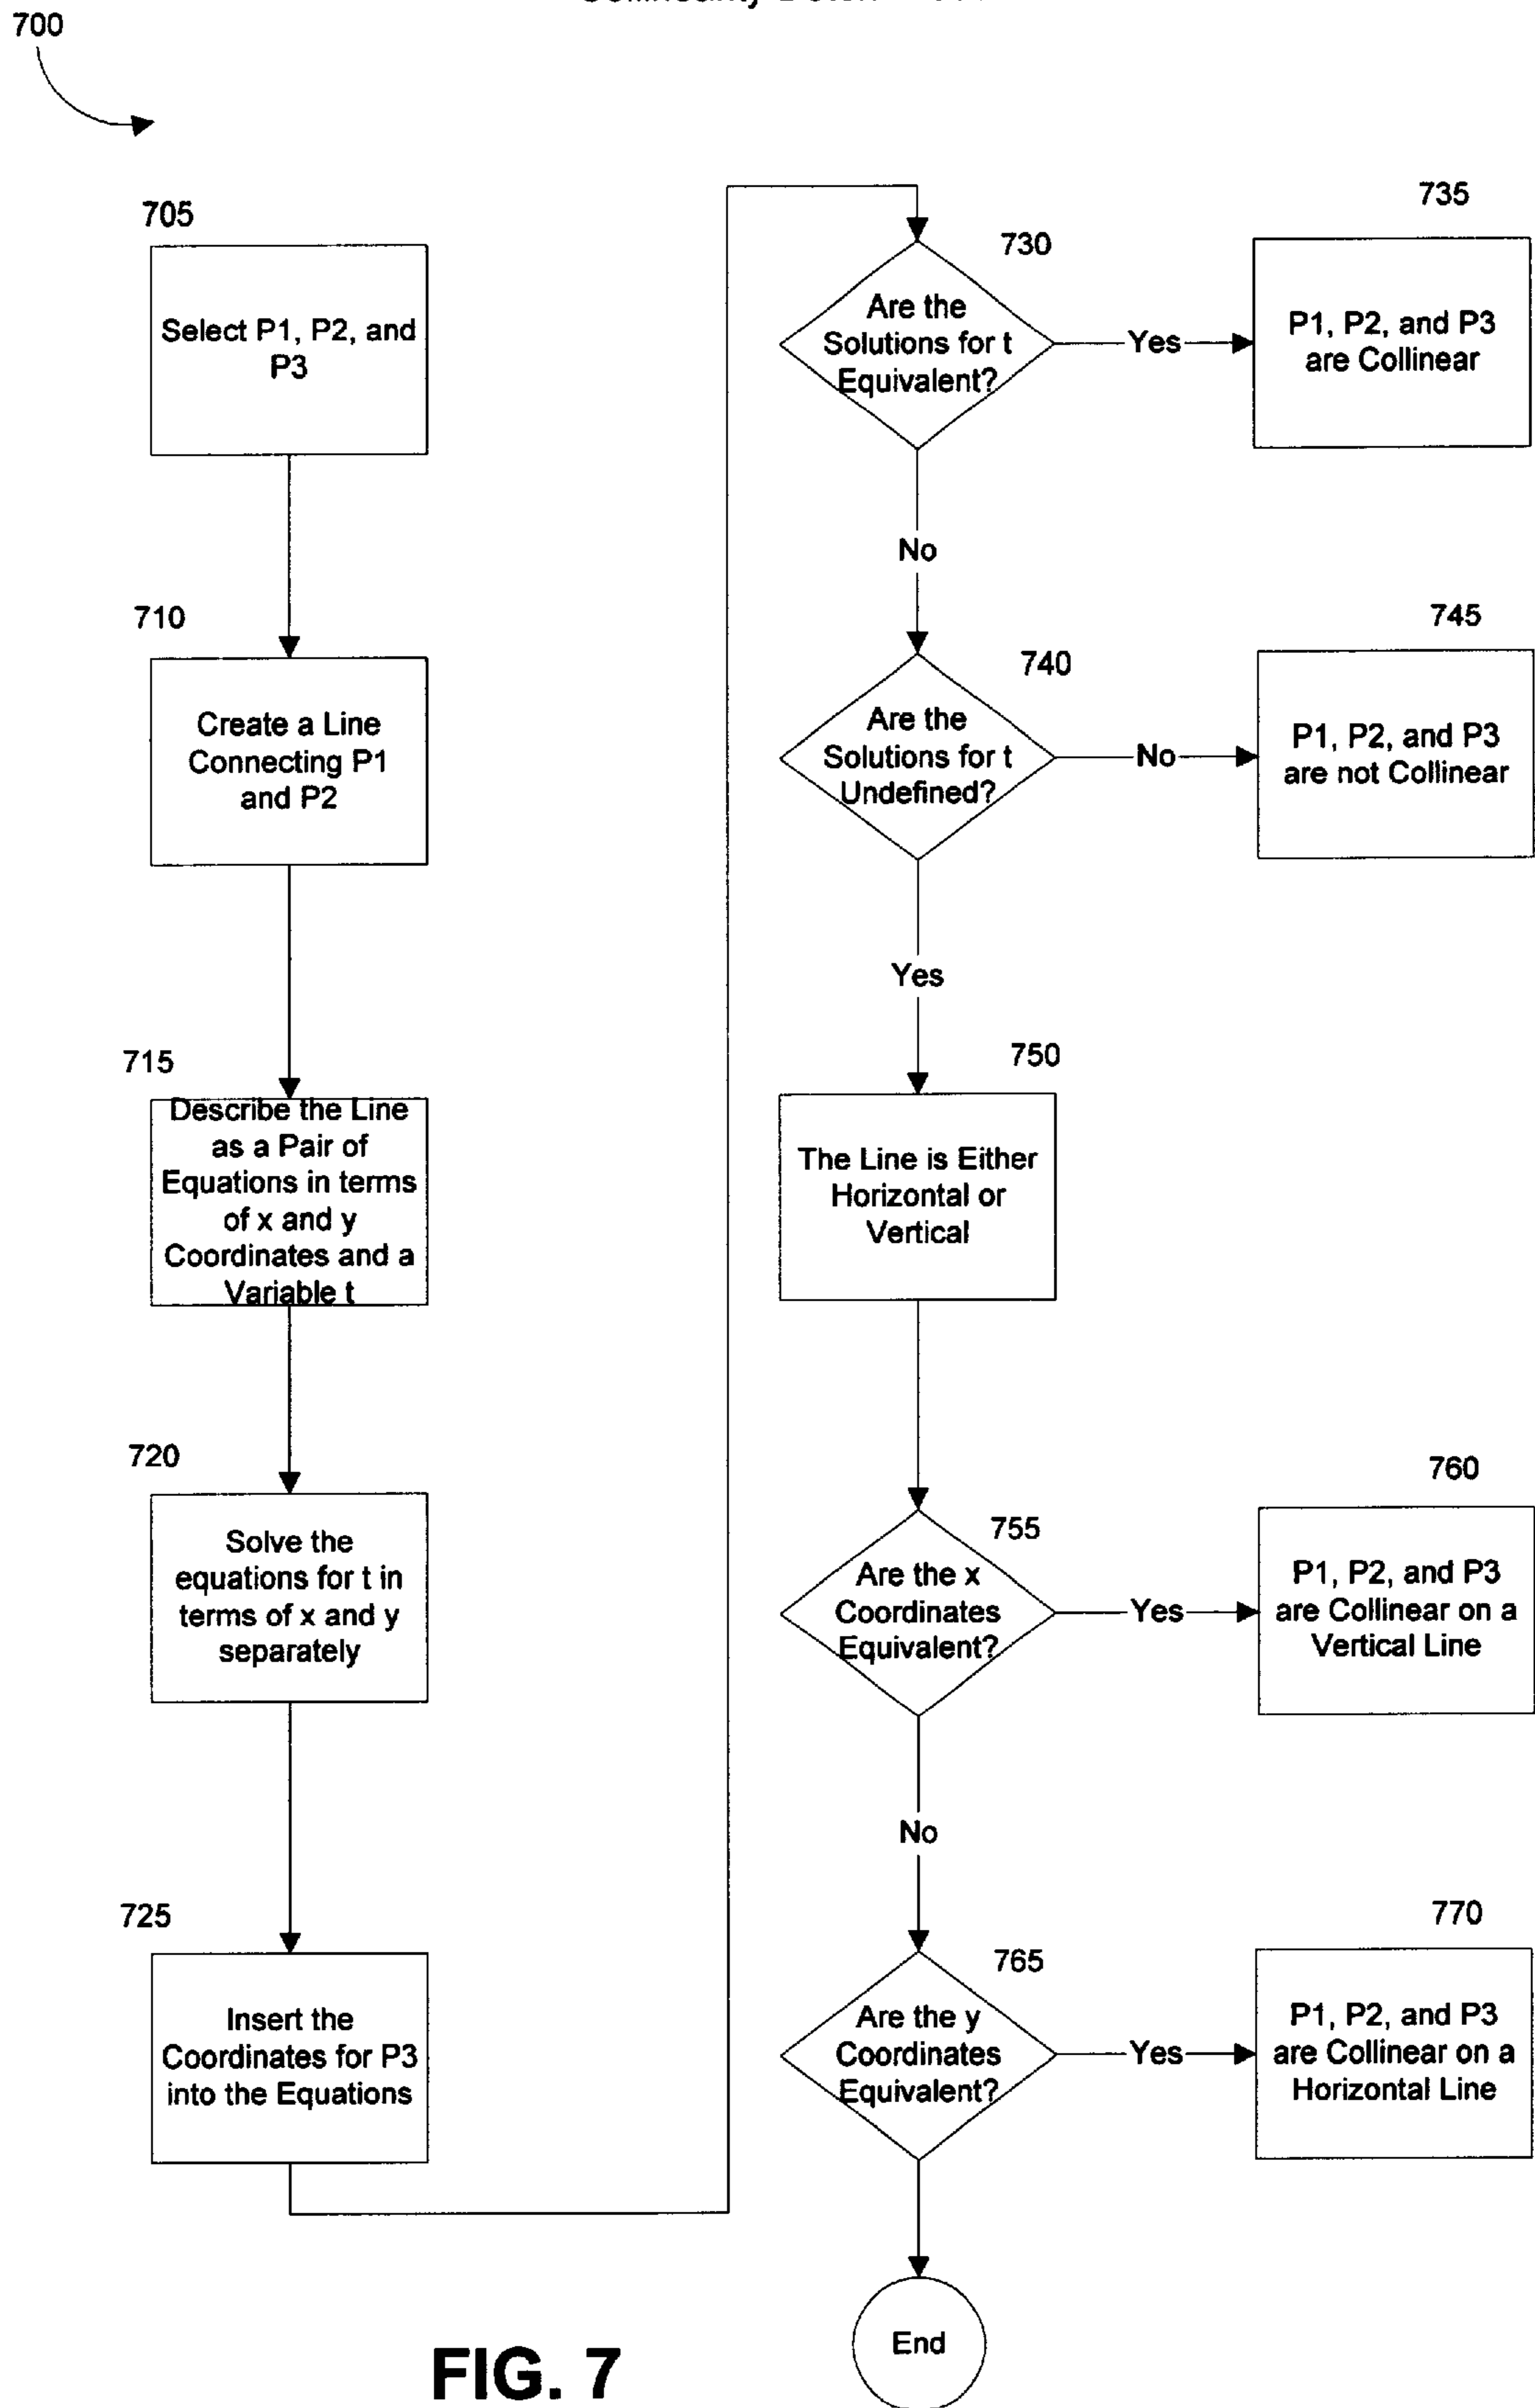 700
705
Select P1, P2, and
P3
710
Create a Line
Connecting P1
and P2
715
Describe the Line
as a Pair of
Equations in terms
of x and y
Coordinates and a
Variable t
720
Solve the
equations for t in
terms of x and y
separately
725
Insert the
Coordinates for P3
into the Equations
730
Are the
Solutions for t
Equivalent?
Yes
735
P1, P2, and P3
are Collinear
No
740
Are the
Solutions for t
Undefined?
No
745
P1, P2, and P3
are not Collinear
Yes
750
The Line is Either
Horizontal or
Vertical
755
Are the x
Coordinates
Equivalent?
Yes
760
P1, P2, and P3
are Collinear on a
Vertical Line
No
765
Are the y
Coordinates
Equivalent?
Yes
770
P1, P2, and P3
are Collinear on a
Horizontal Line
End
FIG. 7